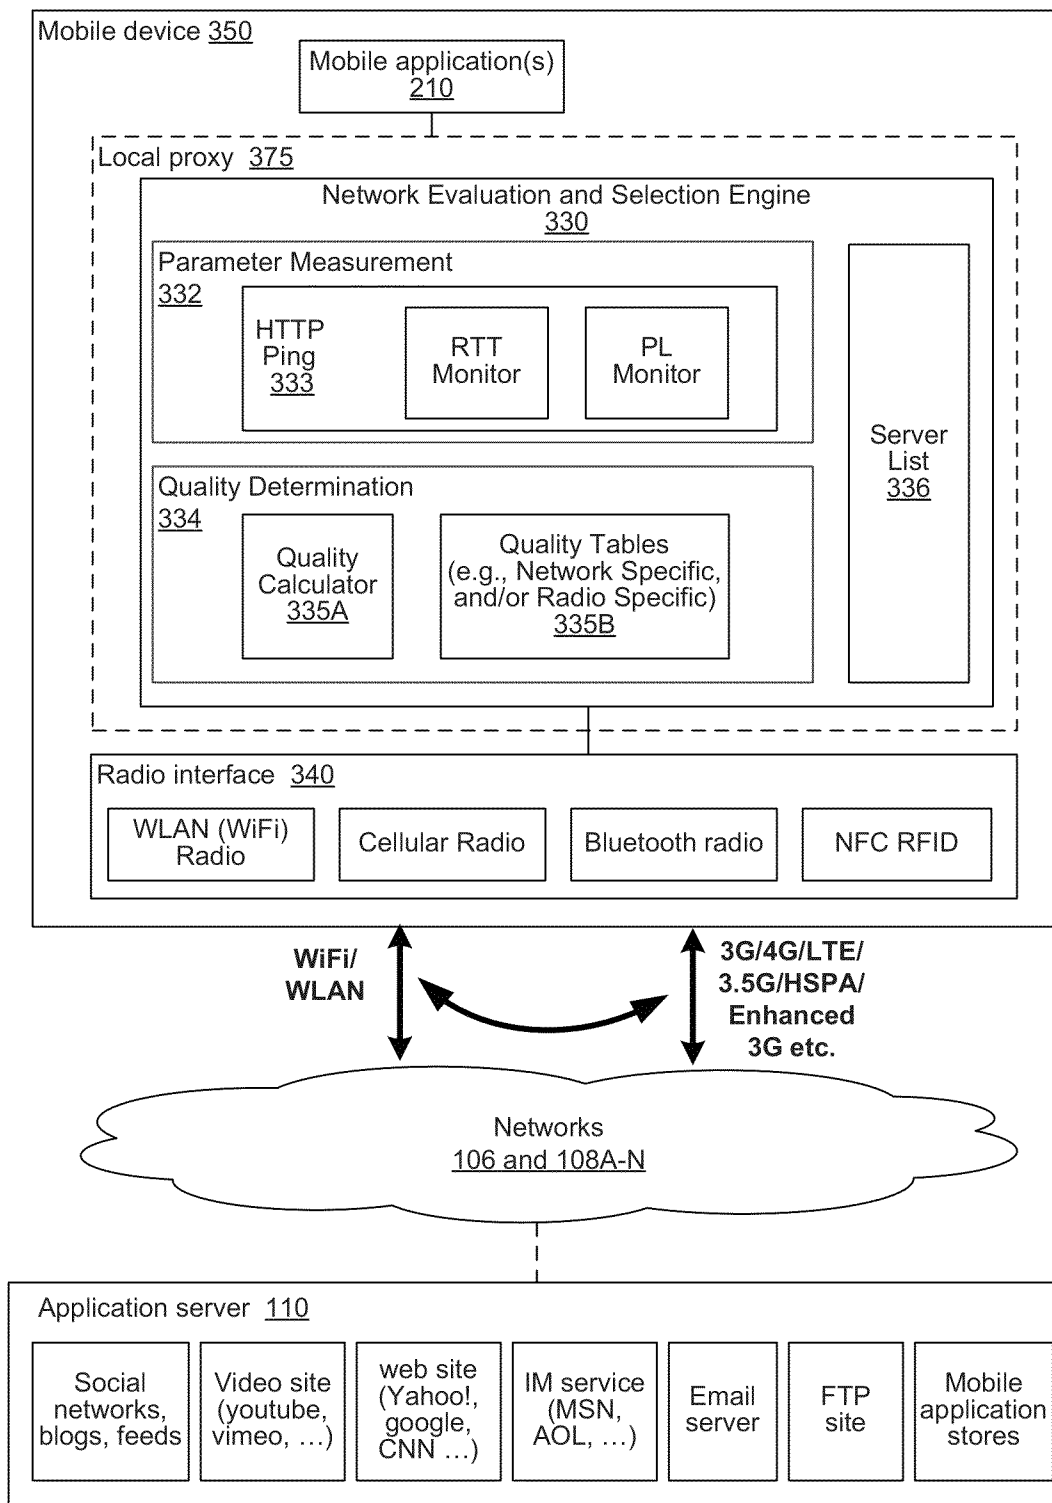 Mobile device 350
Mobile application(s)
210
Local proxy 375
Network Evaluation and Selection Engine
330
Parameter Measurement
332
HTTP
Ping
333
RTT
Monitor
PL
Monitor
Server
List
336
Quality Determination
334
Quality
Calculator
335A
Quality Tables
(e.g., Network Specific,
and/or Radio Specific)
335B
Radio interface 340
WLAN (WiFi)
Radio
Cellular Radio
Bluetooth radio
NFC RFID
WiFi/
WLAN
3G/4G/LTE/
3.5G/HSPA/
Enhanced
3G etc.
Networks
106 and 108A-N
Application server 110
Social
networks,
blogs, feeds
Video site
(youtube,
vimeo, …)
web site
(Yahoo!,
google,
CNN …)
IM service
(MSN,
AOL, …)
Email
server
FTP
site
Mobile
application
stores